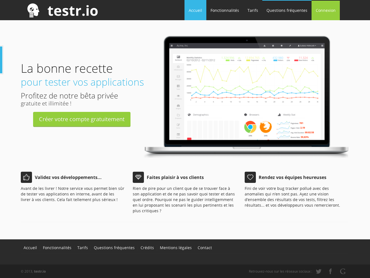 testr.io
Accueil Fonctionnalités Tarifs Questions fréquentes Connexion
La bonne recette
pour tester vos applications
Profitez de notre bêta privée
gratuite et illimitée !
Créer votre compte gratuitement
Validez vos développements...
Avant de les livrer ! Notre service vous permet bien sûr
de tester vos applications en interne, avant de les
livrer à vos clients. Cela fait tellement plus sérieux !
Faites plaisir à vos clients
Rien de pire pour un client que de se trouver face à
son application et de ne pas savoir quoi tester et dans
quel ordre. Pourquoi ne pas le guider intelligemment
en lui proposant les scenarii les plus pertinents et les
plus critiques ?
Rendez vos équipes heureuses
Fini de voir votre bug tracker pollué avec des
anomalies qui n'en sont pas. Ayez une vision
d'ensemble des résultats de vos tests, filtrez les
résultats... et vos développeurs vous remercieront.
Accueil Fonctionnalités Tarifs Questions fréquentes Crédits Mentions légales Contact